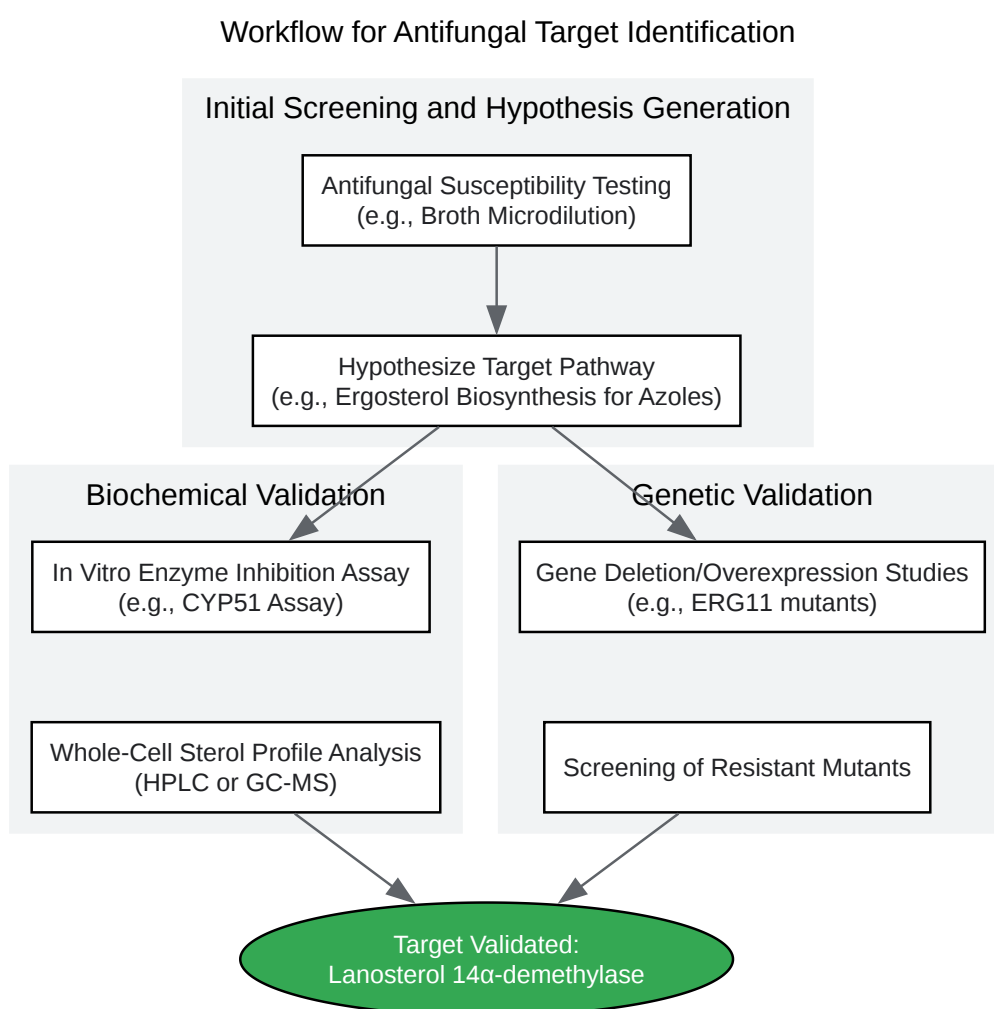 Workflow for Antifungal Target Identification
Initial Screening and Hypothesis Generation
Antifungal Susceptibility Testing
(e.g., Broth Microdilution)
Hypothesize Target Pathway
(e.g., Ergosterol Biosynthesis for Azoles)
Biochemical Validation
In Vitro Enzyme Inhibition Assay
(e.g., CYP51 Assay)
Whole-Cell Sterol Profile Analysis
(HPLC or GC-MS)
Genetic Validation
Gene Deletion/Overexpression Studies
(e.g., ERG11 mutants)
Screening of Resistant Mutants
Target Validated:
Lanosterol 14α-demethylase